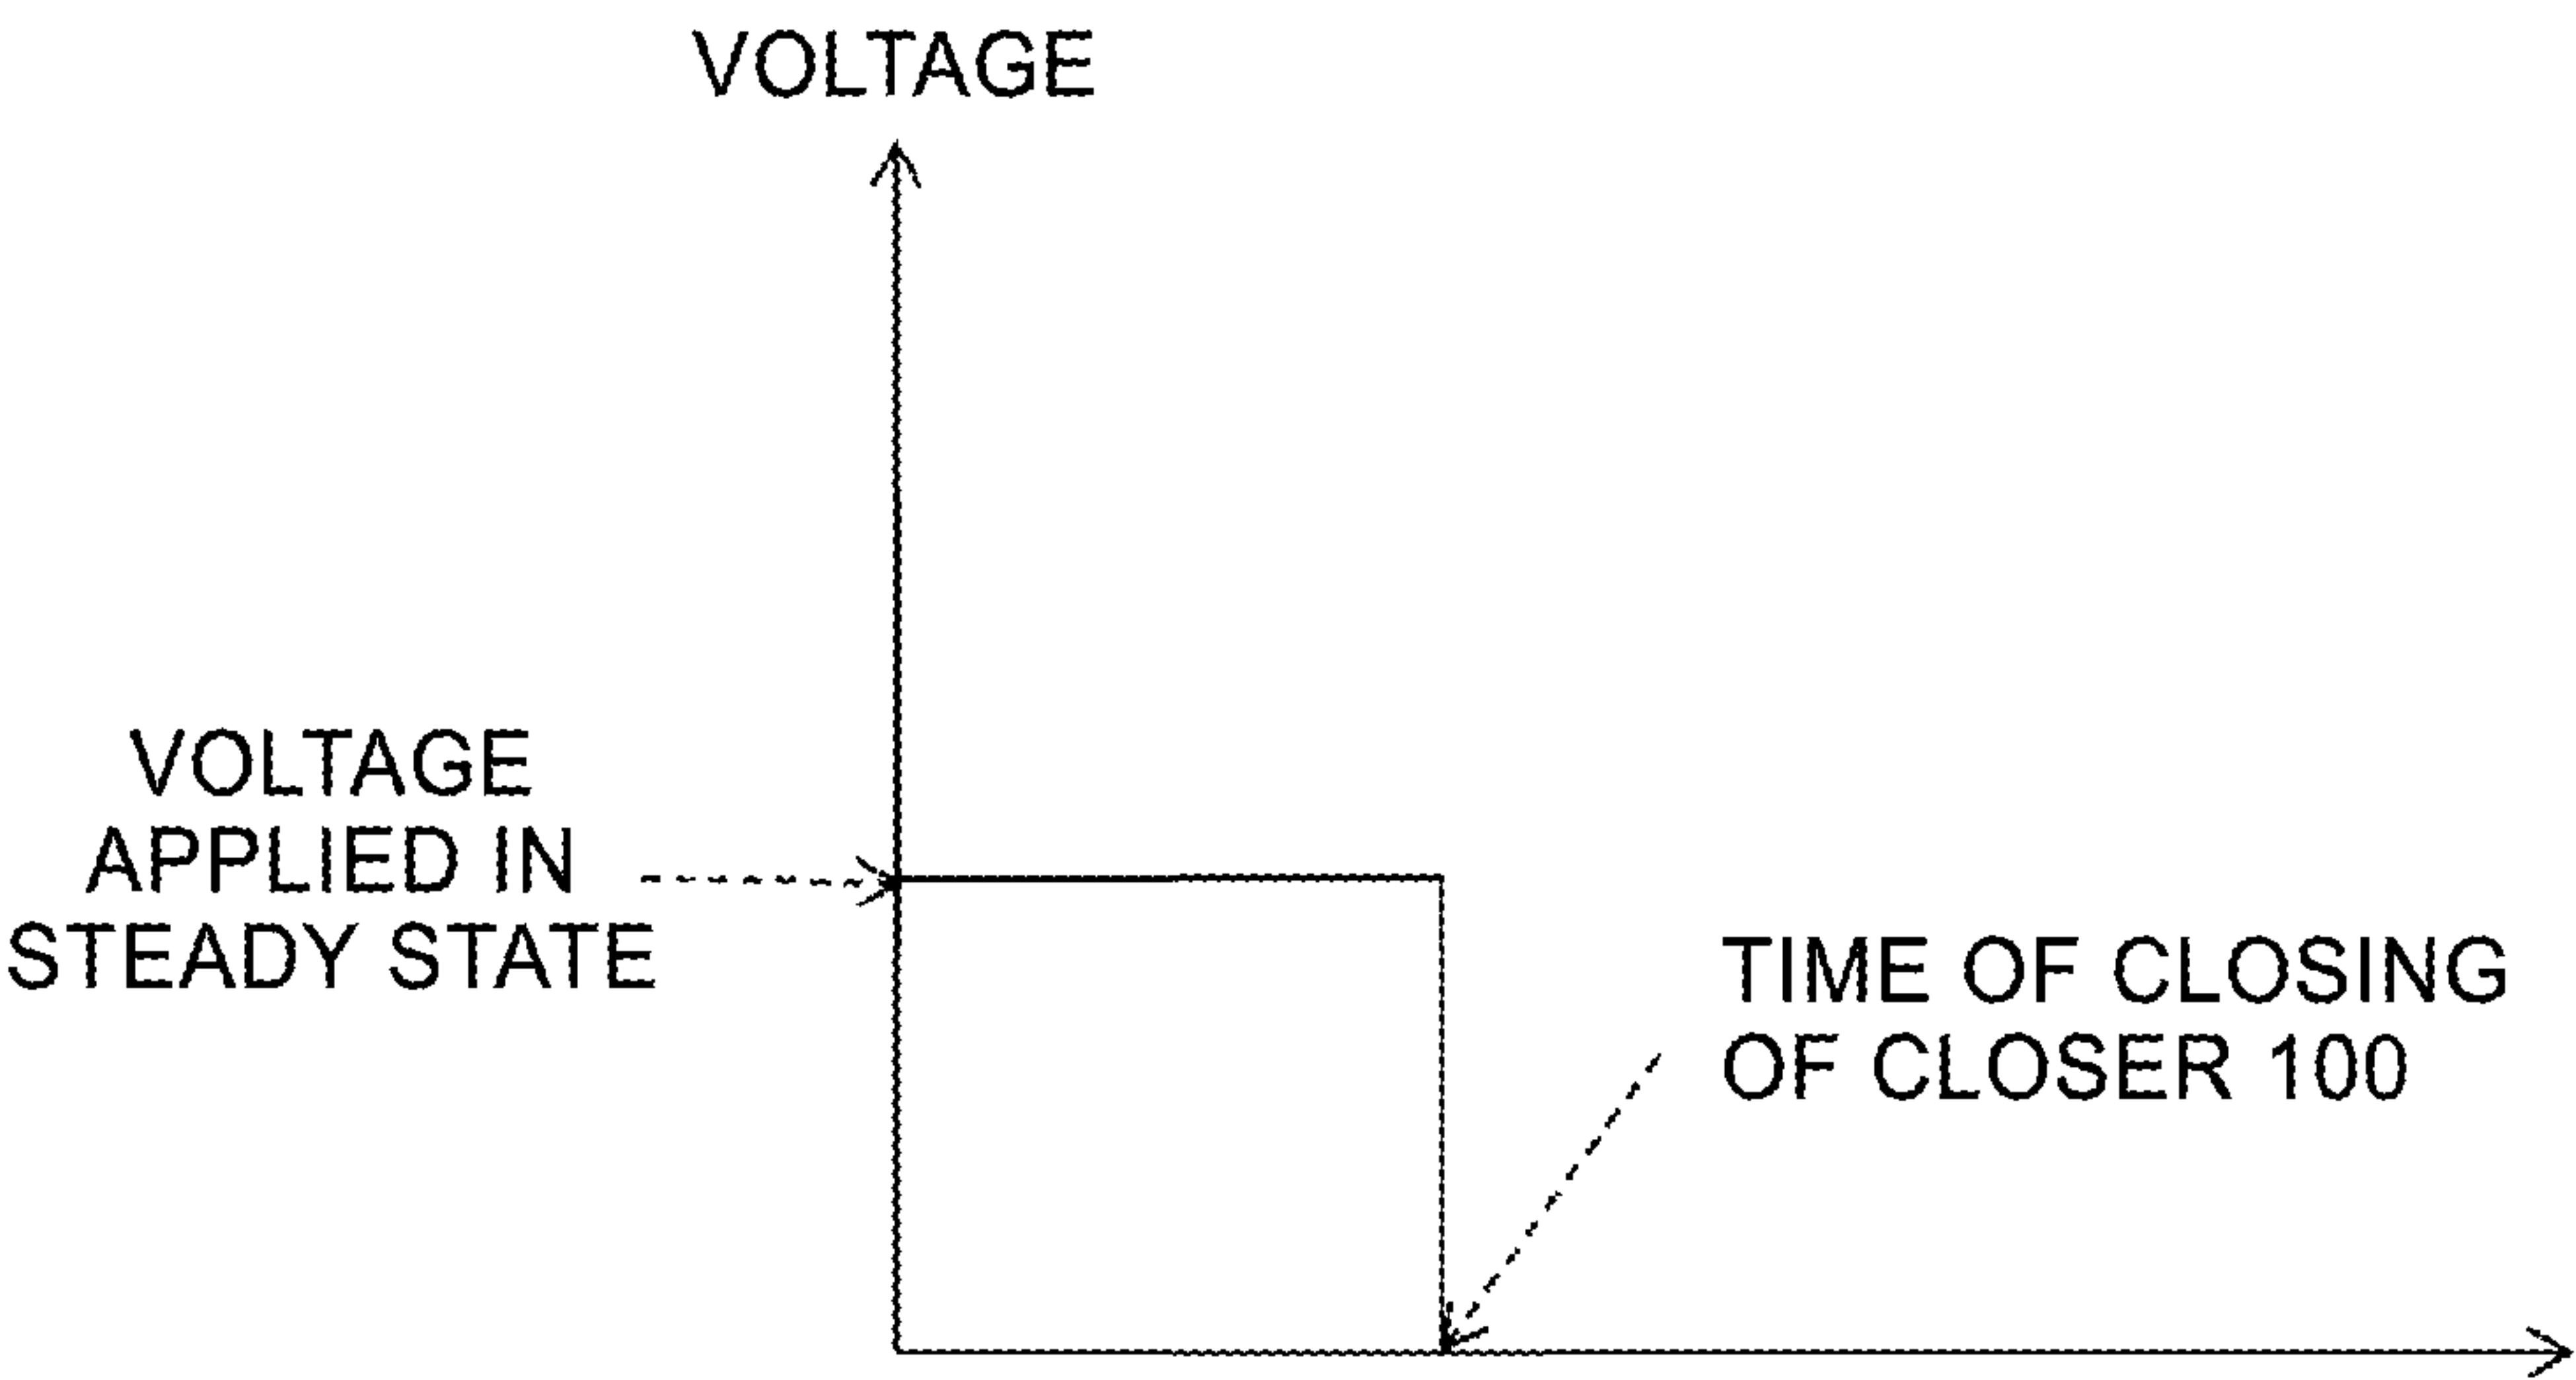 VOLTAGE
VOLTAGE
APPLIED IN
STEADY STATE
TIME OF CLOSING
OF CLOSER 100